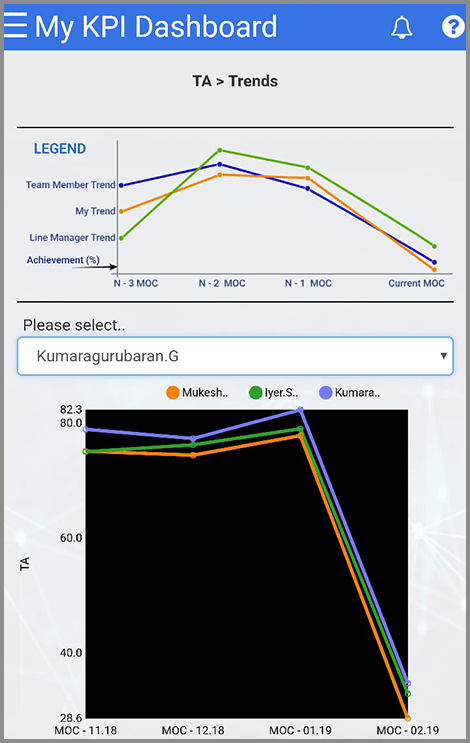 My KPI Dashboard
?
TA > Trends
LEGEND
Team Member Trend
My Trend
Line Manager Trend
Achievement (%)
N - 3 MOC N - 2 MOC N - 1 MOC Current MOC
Please select..
Kumaragurubaran.G
Mukesh.. Iyer.S.. Kumara..
82.3
80.0
60.0
TA
40.0
28.6
MOC - 11.18 MOC - 12.18 MOC - 01.19 MOC - 02.19